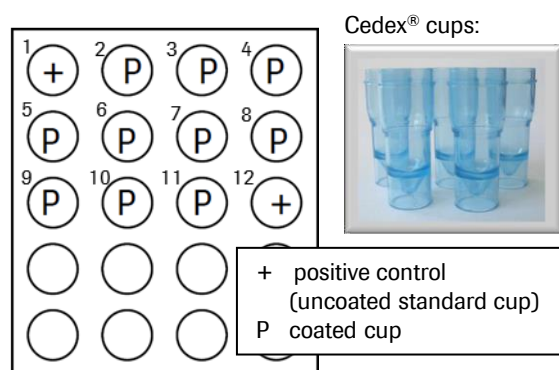 Cedex® cups:
1 + 2 P 3 P 4 P
5 P 6 P 7 P 8 P
9 P 10 P 11 P 12 +
+ positive control
(uncoated standard cup)
P coated cup